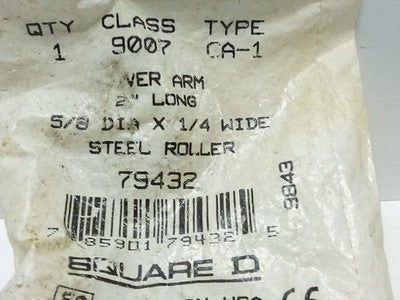 QTY CLASS TYPE
1 9007 CA-1
VER ARM
2" LONG
5/8 DIA X 1/4 WIDE
STEEL ROLLER
79432
9843
7 85901 79432 5
SQUARE D